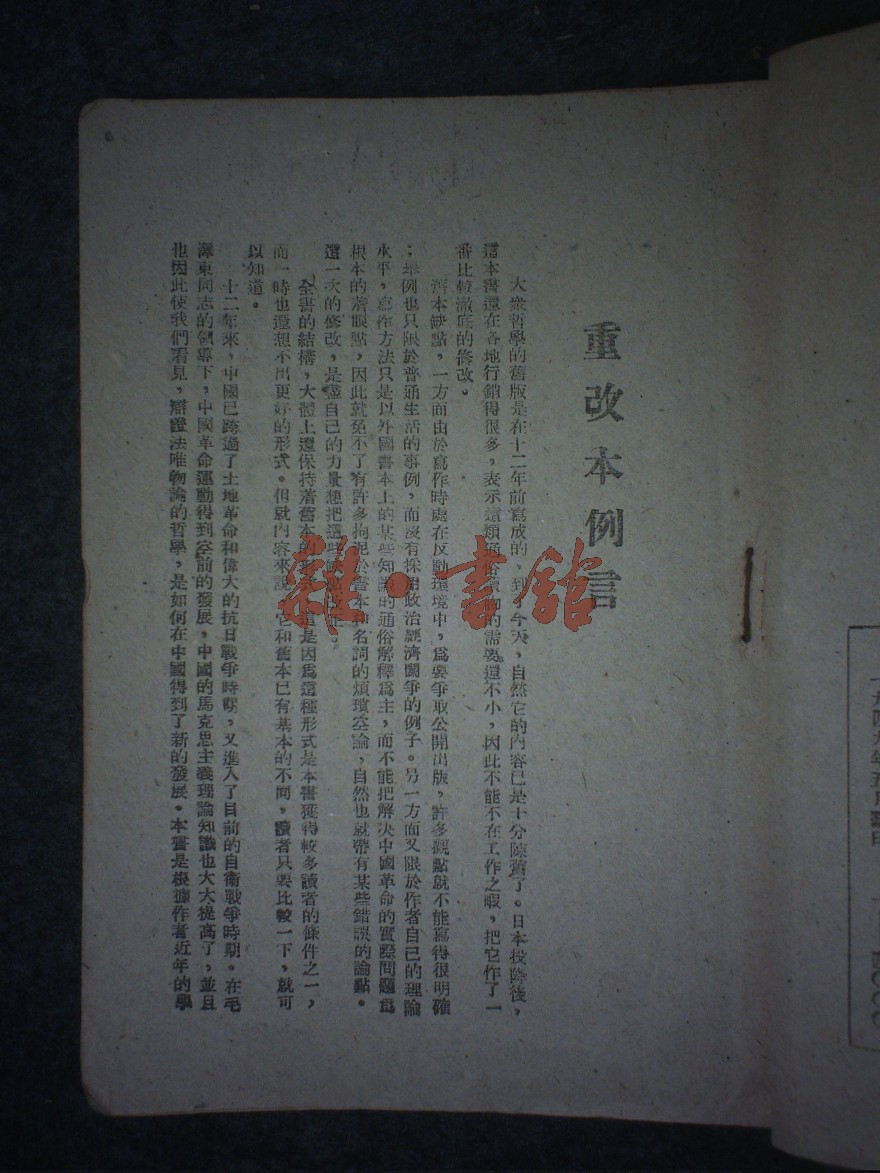 重改本例言
大衆哲學的舊版是在十二年前寫成的，到了今天，自然它的內容已是十分陳舊了。日本投降後，
這本書還在各地行銷得很多，表示這類通俗讀物的需要還不小，因此不能不在工作之暇，把它作了一
番比較澈底的修改。
舊本缺點，一方面由於寫作時處在反動環境中，爲要爭取公開出版，許多觀點就不能寫得很明確
；舉例也只限於普通生活的事例，而沒有採用政治經濟鬭爭的例子。另一方面又限於作者自己的理論
水平，寫作方法只是以外國書本上的某些知識的通俗解釋爲主，而不能把解决中國革命的實際問題爲
根本的着眼點，因此就免不了有許多拘泥於書本和名詞的煩瑣空論，自然也就帶有某些錯誤的論點。
這一次的修改，是盡自己的力量想把這些缺點改正。
全書的結構，大體上還保持着舊本的形式，這是因爲這種形式是本書獲得較多讀者的條件之一，
而一時也還想不出更好的形式。但就內容來說，它和舊本已有基本的不同，讀者只要比較一下，就可
以知道。
十二年來，中國已跨過了土地革命和偉大的抗日戰爭時期，又進入了目前的自衞戰爭時期。在毛
澤東同志的領導下，中國革命運動得到空前的發展，中國的馬克思主義理論知識也大大提高了，並且
也因此使我們看見，辯證法唯物論的哲學，是如何在中國得到了新的發展。本書是根據作者近年的學
雜·書館
一九四九年五月